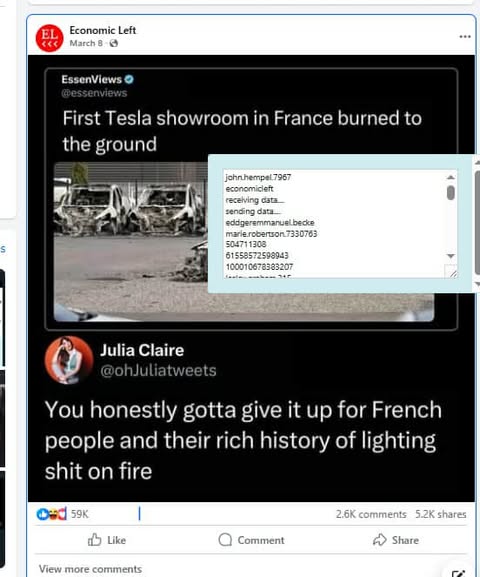 EL
Economic Left
March 8 ·
EssenViews
@essenviews
First Tesla showroom in France burned to
the ground
john.hempel.7967
economicleft
receiving data...
sending data...
eddgeremmanuel.becke
marie.robertson.7330763
504711308
61558572598943
100010678383207
Julia Claire
@ohJuliatweets
You honestly gotta give it up for French
people and their rich history of lighting
shit on fire
59K
2.6K comments 5.2K shares
Like Comment Share
View more comments
s